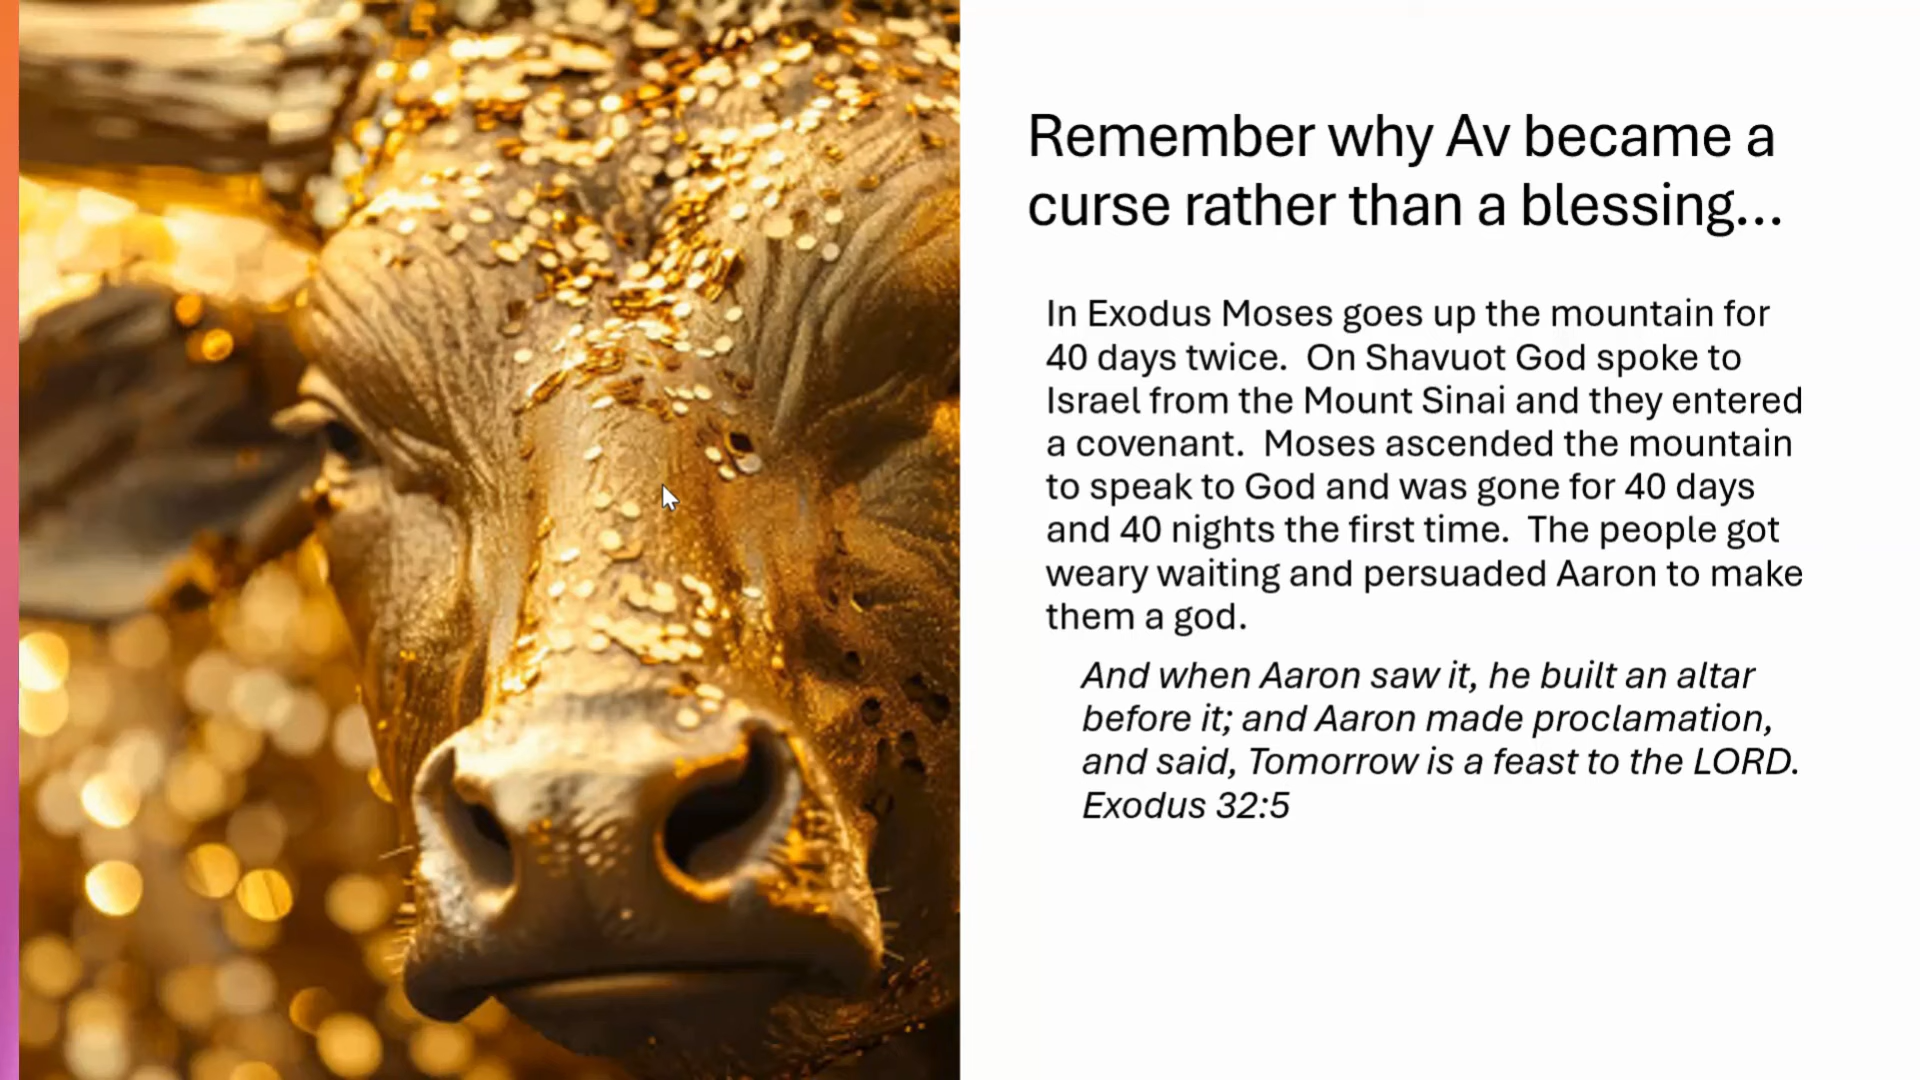 Remember why Av became a
curse rather than a blessing...
In Exodus Moses goes up the mountain for
40 days twice.  On Shavuot God spoke to
Israel from the Mount Sinai and they entered
a covenant.  Moses ascended the mountain
to speak to God and was gone for 40 days
and 40 nights the first time.  The people got
weary waiting and persuaded Aaron to make
them a god.
And when Aaron saw it, he built an altar
before it; and Aaron made proclamation,
and said, Tomorrow is a feast to the LORD.
Exodus 32:5